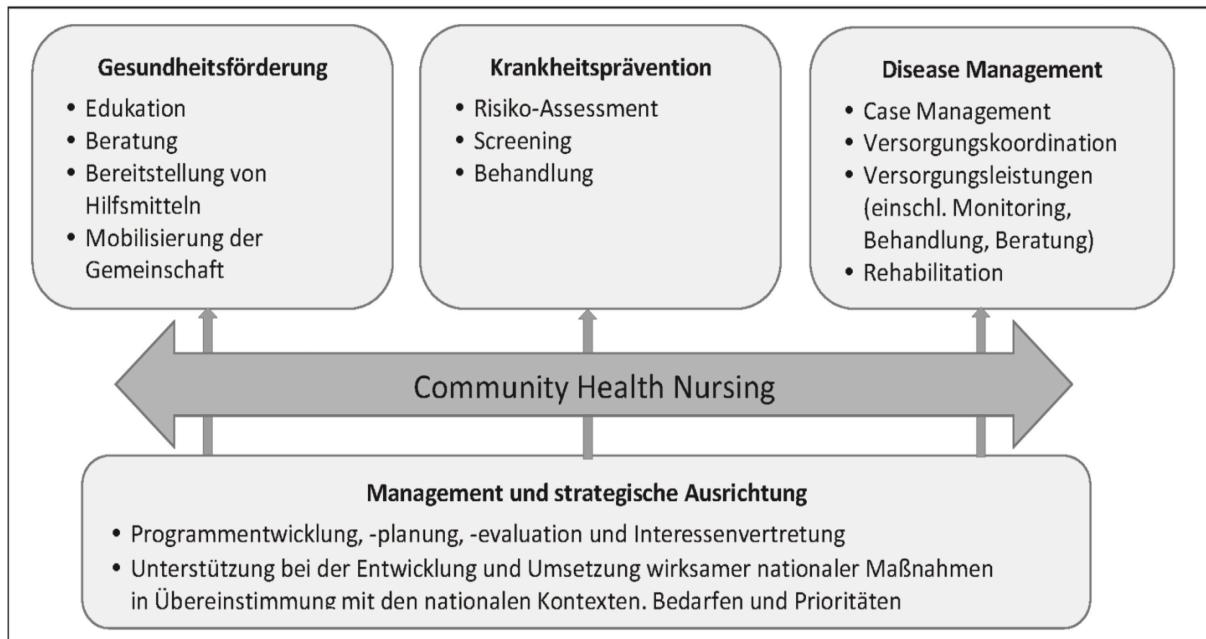 Gesundheitsförderung
• Edukation
• Beratung
• Bereitstellung von
Hilfsmitteln
• Mobilisierung der
Gemeinschaft
Krankheitsprävention
• Risiko-Assessment
• Screening
• Behandlung
Disease Management
• Case Management
• Versorgungskoordination
• Versorgungsleistungen
(einschl. Monitoring,
Behandlung, Beratung)
• Rehabilitation
Community Health Nursing
Management und strategische Ausrichtung
• Programmentwicklung, -planung, -evaluation und Interessenvertretung
• Unterstützung bei der Entwicklung und Umsetzung wirksamer nationaler Maßnahmen
in Übereinstimmung mit den nationalen Kontexten. Bedarfen und Prioritäten